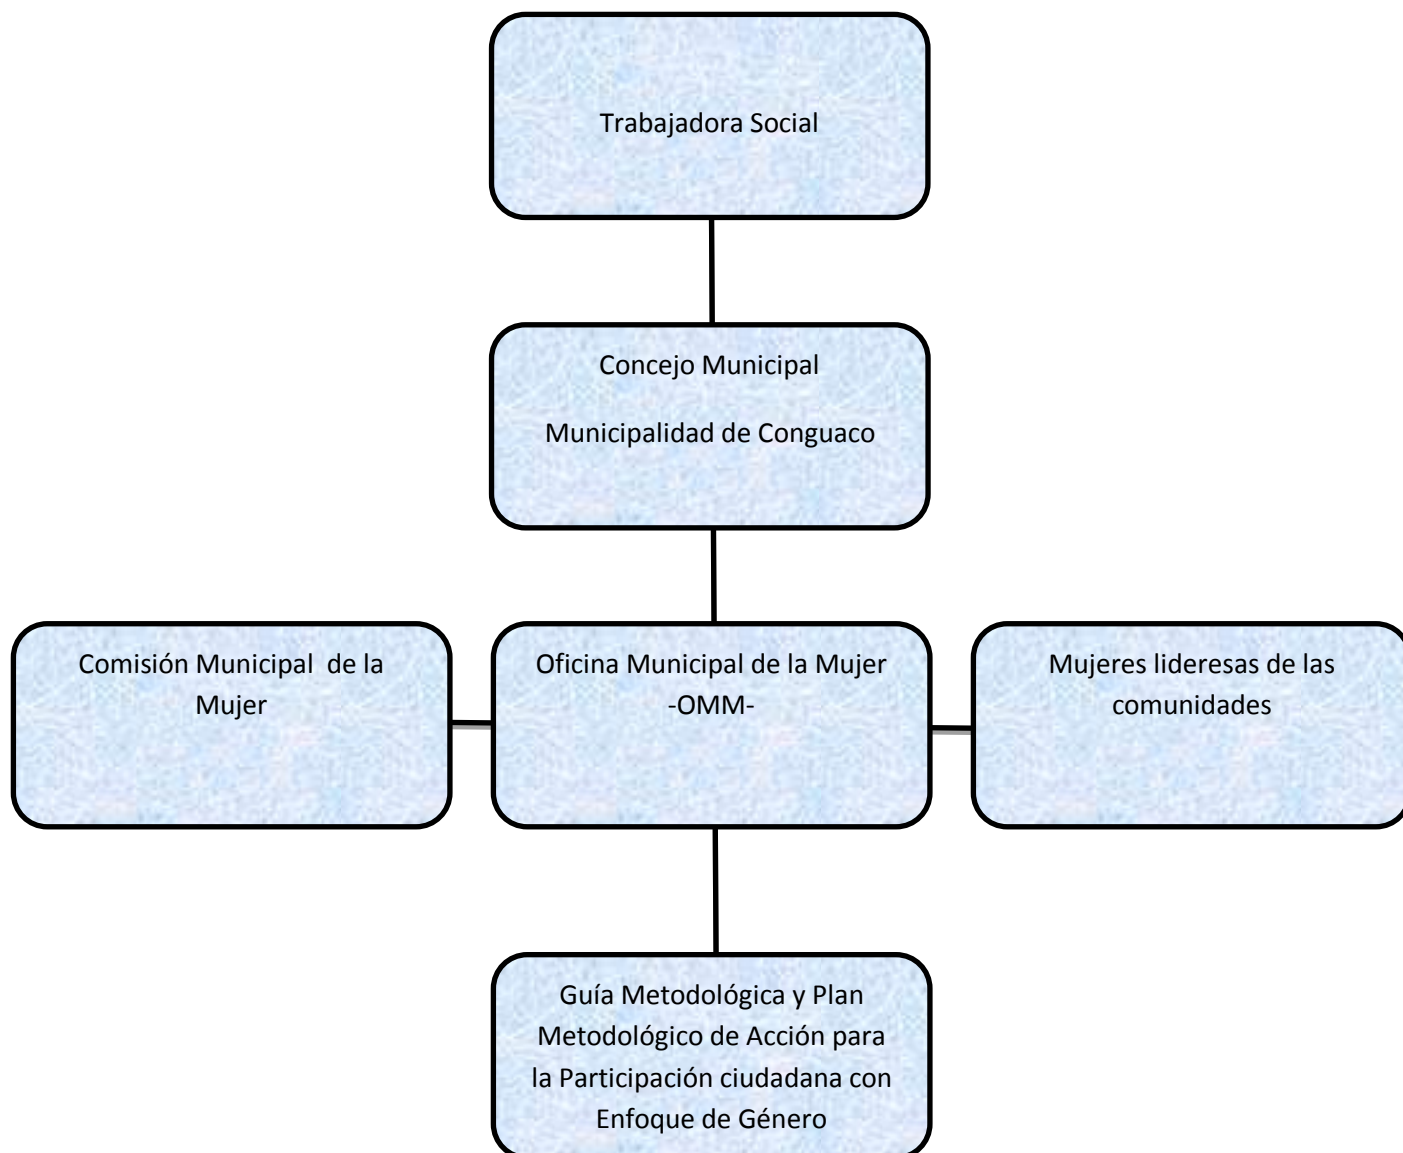 Trabajadora Social
Concejo Municipal
Municipalidad de Conguaco
Comisión Municipal  de la
Mujer
Oficina Municipal de la Mujer
-OMM-
Mujeres lideresas de las
comunidades
Guía Metodológica y Plan
Metodológico de Acción para
la Participación ciudadana con
Enfoque de Género